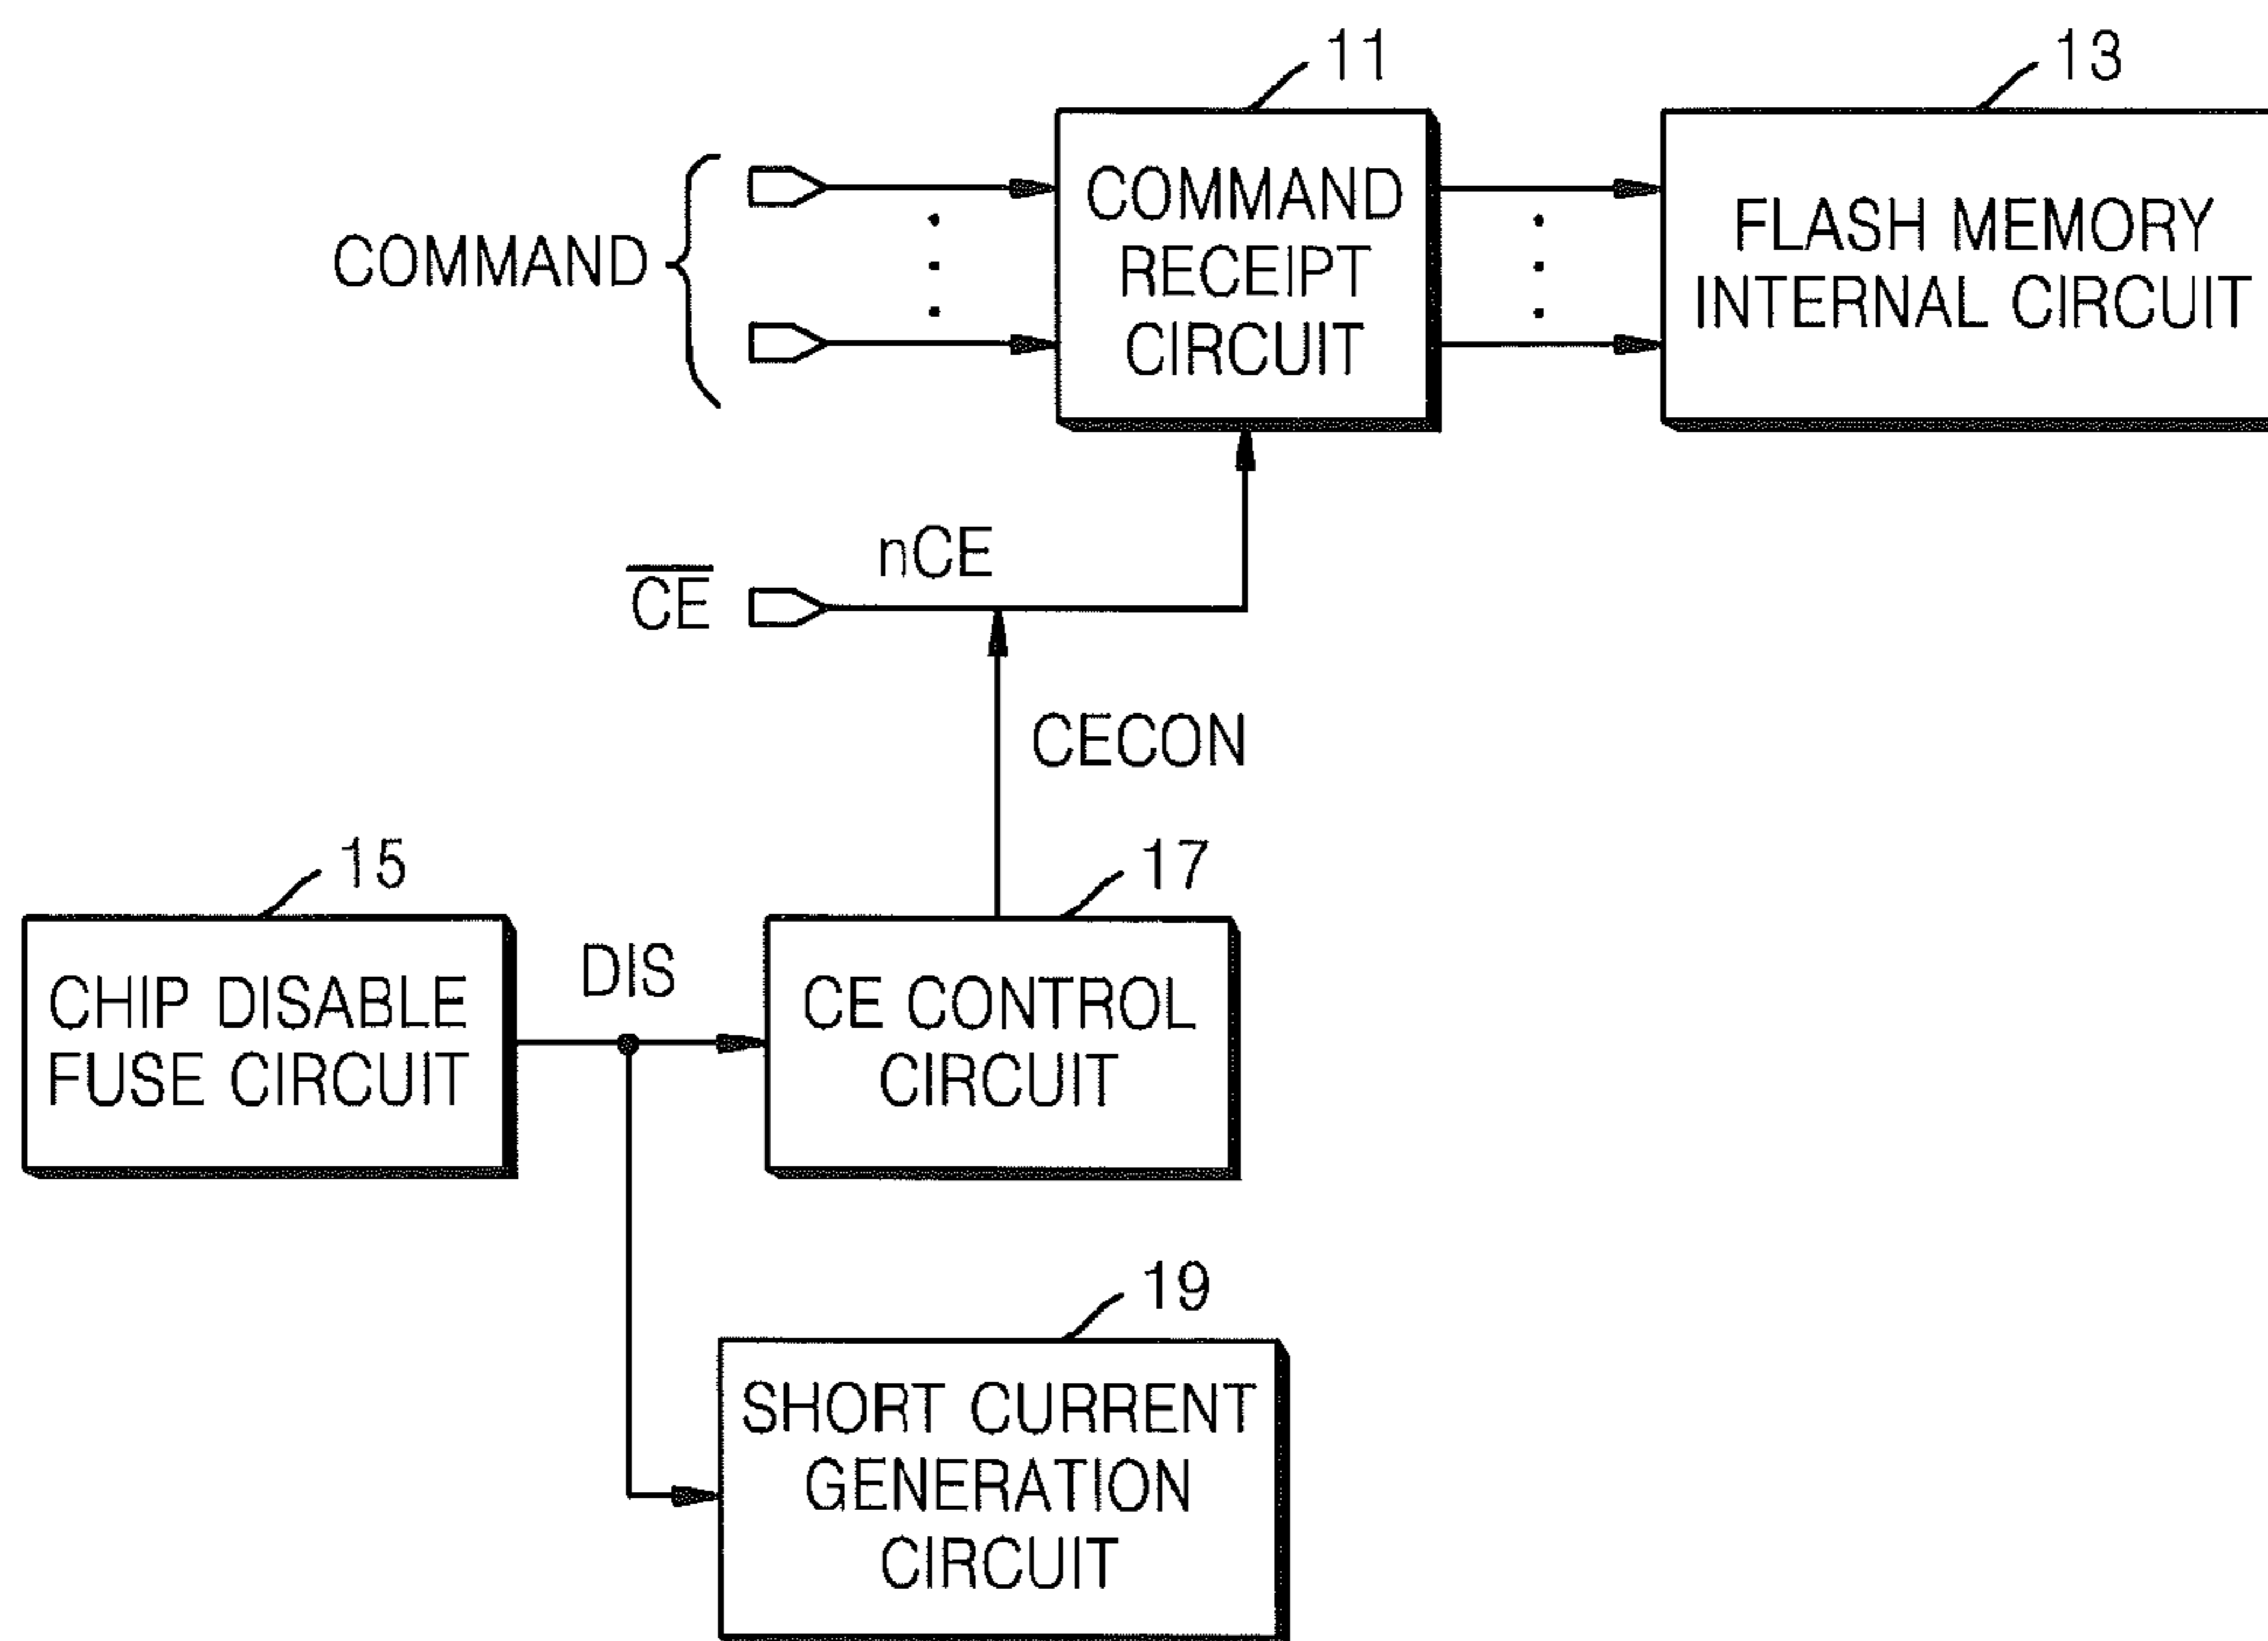 11
13
COMMAND
COMMAND
RECEIPT
CIRCUIT
FLASH MEMORY
INTERNAL CIRCUIT
nCE
C̅E̅
CECON
15
17
CHIP DISABLE
FUSE CIRCUIT
DIS
CE CONTROL
CIRCUIT
19
SHORT CURRENT
GENERATION
CIRCUIT